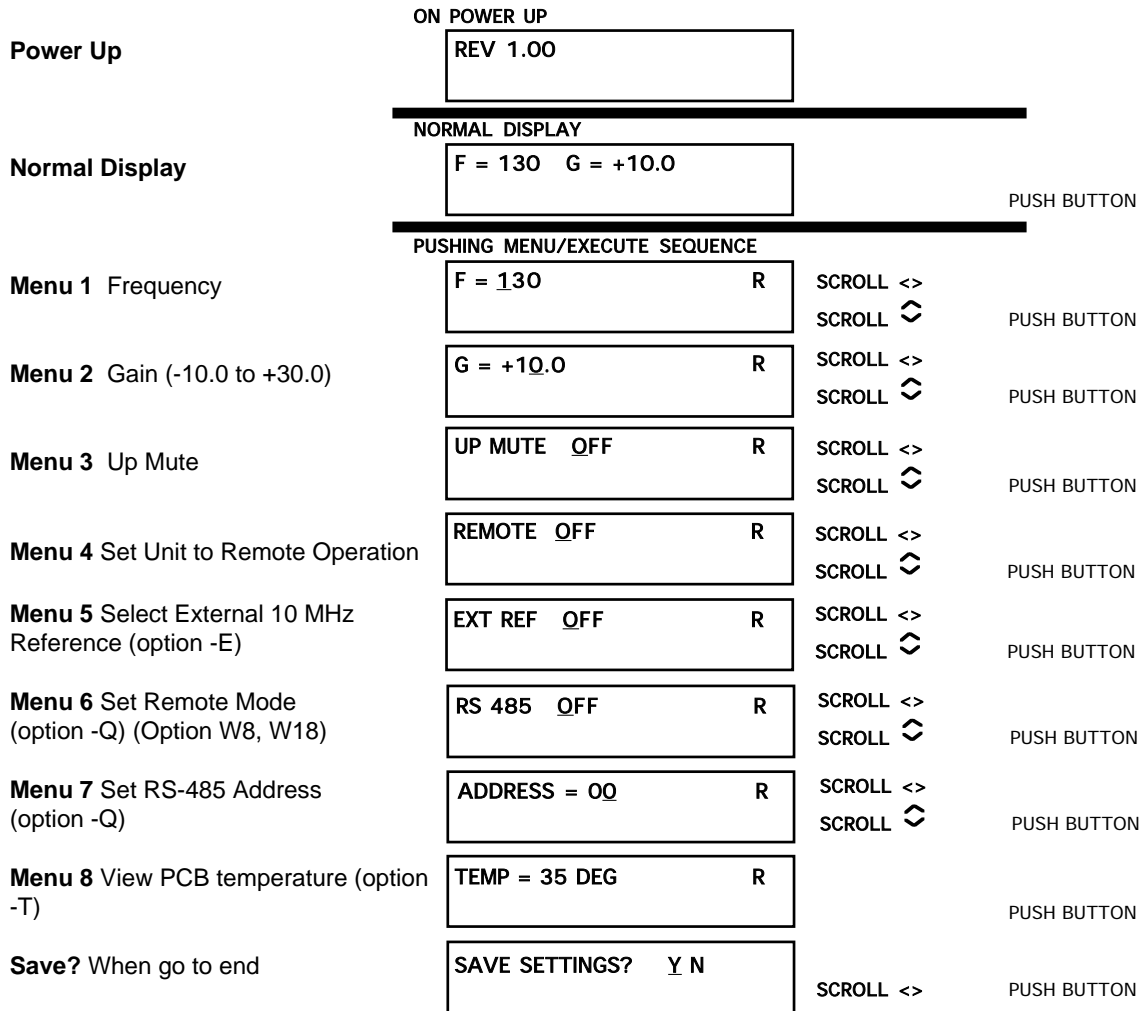 ON POWER UP
Power Up
REV 1.00
NORMAL DISPLAY
Normal Display
F = 130 G = +10.0
PUSH BUTTON
PUSHING MENU/EXECUTE SEQUENCE
Menu 1 Frequency
F = 130 R
SCROLL <>
SCROLL
PUSH BUTTON
Menu 2 Gain (-10.0 to +30.0)
G = +10.0 R
SCROLL <>
SCROLL
PUSH BUTTON
Menu 3 Up Mute
UP MUTE OFF R
SCROLL <>
SCROLL
PUSH BUTTON
Menu 4 Set Unit to Remote Operation
REMOTE OFF R
SCROLL <>
SCROLL
PUSH BUTTON
Menu 5 Select External 10 MHz
Reference (option -E)
EXT REF OFF R
SCROLL <>
SCROLL
PUSH BUTTON
Menu 6 Set Remote Mode
(option -Q) (Option W8, W18)
RS 485 OFF R
SCROLL <>
SCROLL
PUSH BUTTON
Menu 7 Set RS-485 Address
(option -Q)
ADDRESS = 00 R
SCROLL <>
SCROLL
PUSH BUTTON
Menu 8 View PCB temperature (option
-T)
TEMP = 35 DEG R
PUSH BUTTON
Save? When go to end
SAVE SETTINGS? Y N
SCROLL <>
PUSH BUTTON